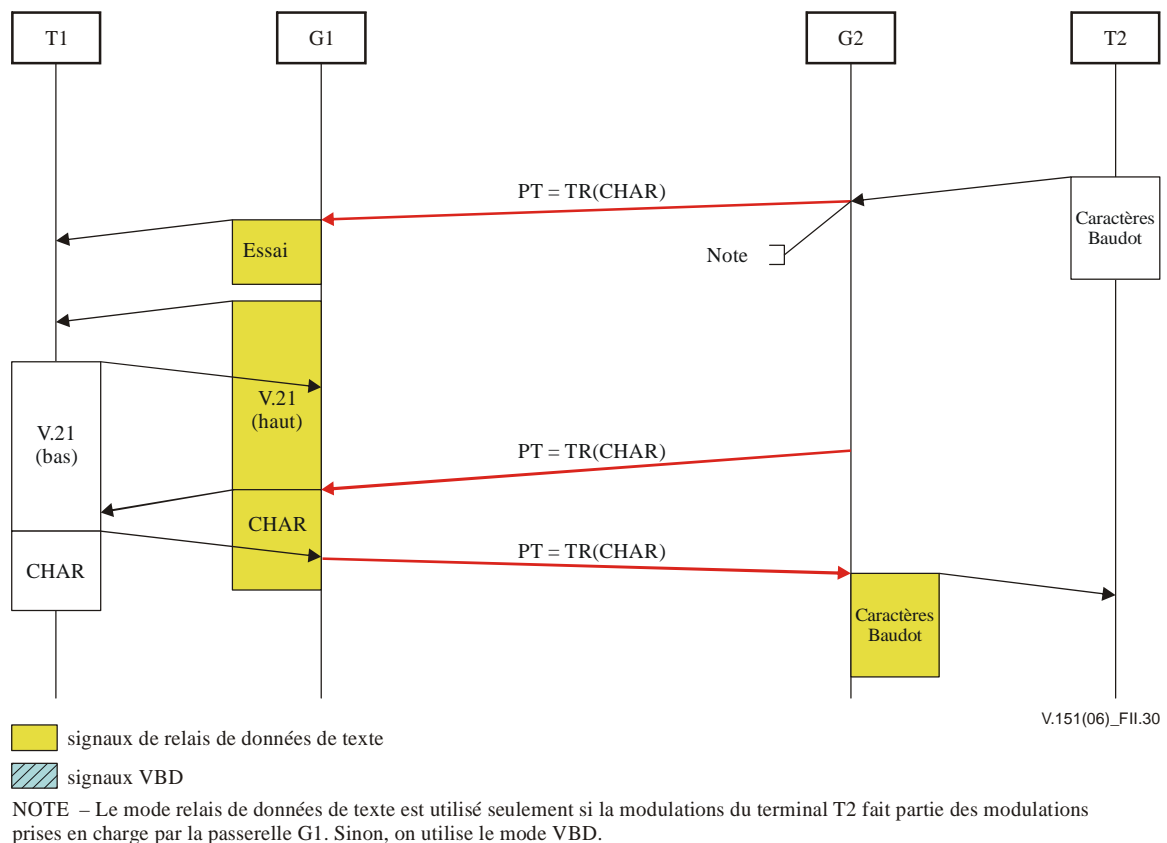 T1
G1
G2
T2
PT = TR(CHAR)
Caractères
Baudot
Essai
Note
V.21
(haut)
V.21
(bas)
PT = TR(CHAR)
CHAR
PT = TR(CHAR)
CHAR
Caractères
Baudot
V.151(06)_FII.30
signaux de relais de données de texte
signaux VBD
NOTE – Le mode relais de données de texte est utilisé seulement si la modulations du terminal T2 fait partie des modulations
prises en charge par la passerelle G1. Sinon, on utilise le mode VBD.